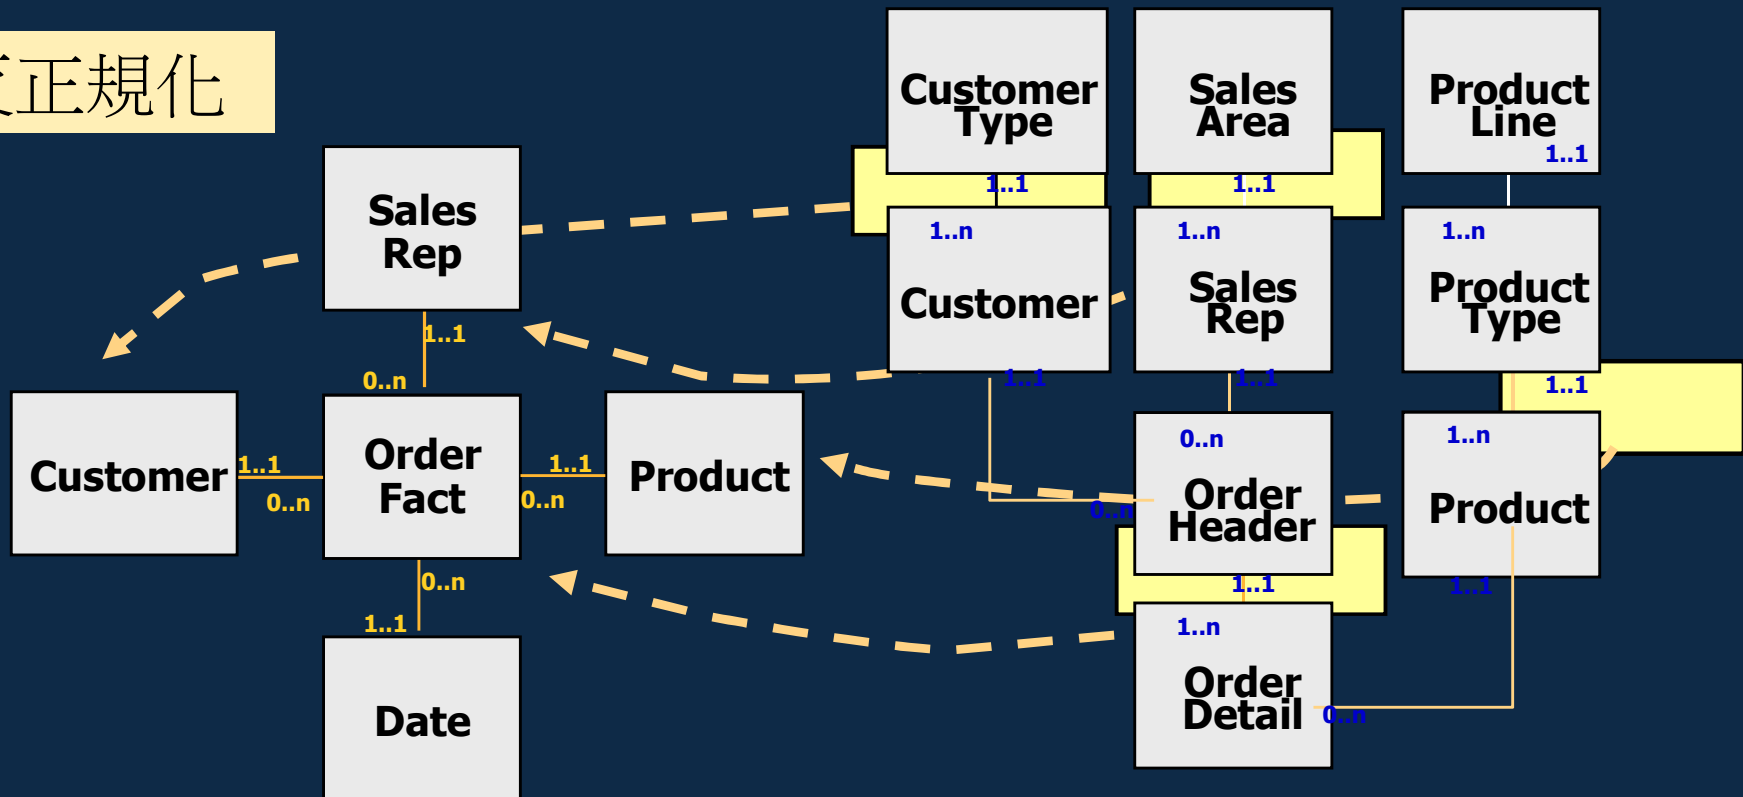 反正規化
Customer
Type
Sales
Area
Product
Line
1..1
1..1
1..1
Sales
Rep
1..n
1..n
1..n
Customer
Sales
Rep
Product
Type
1..1
0..n
1..1
1..1
1..1
Customer
1..1
0..n
Order
Fact
1..1
0..n
Product
0..n
1..n
0..n
Order
Header
Product
0..n
1..1
1..1
1..1
Date
1..n
Order
Detail
0..n